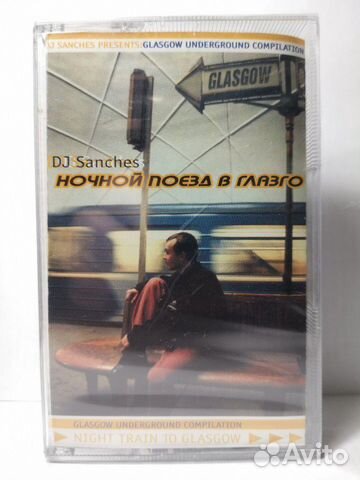 DJ SANCHES PRESENTS: GLASGOW UNDERGROUND COMPILATION
GLASGOW
DJ Sanches
НОЧНОЙ ПОЕЗД В ГЛАЗГО
GLASGOW UNDERGROUND COMPILATION
NIGHT TRAIN TO GLASGOW
Avito